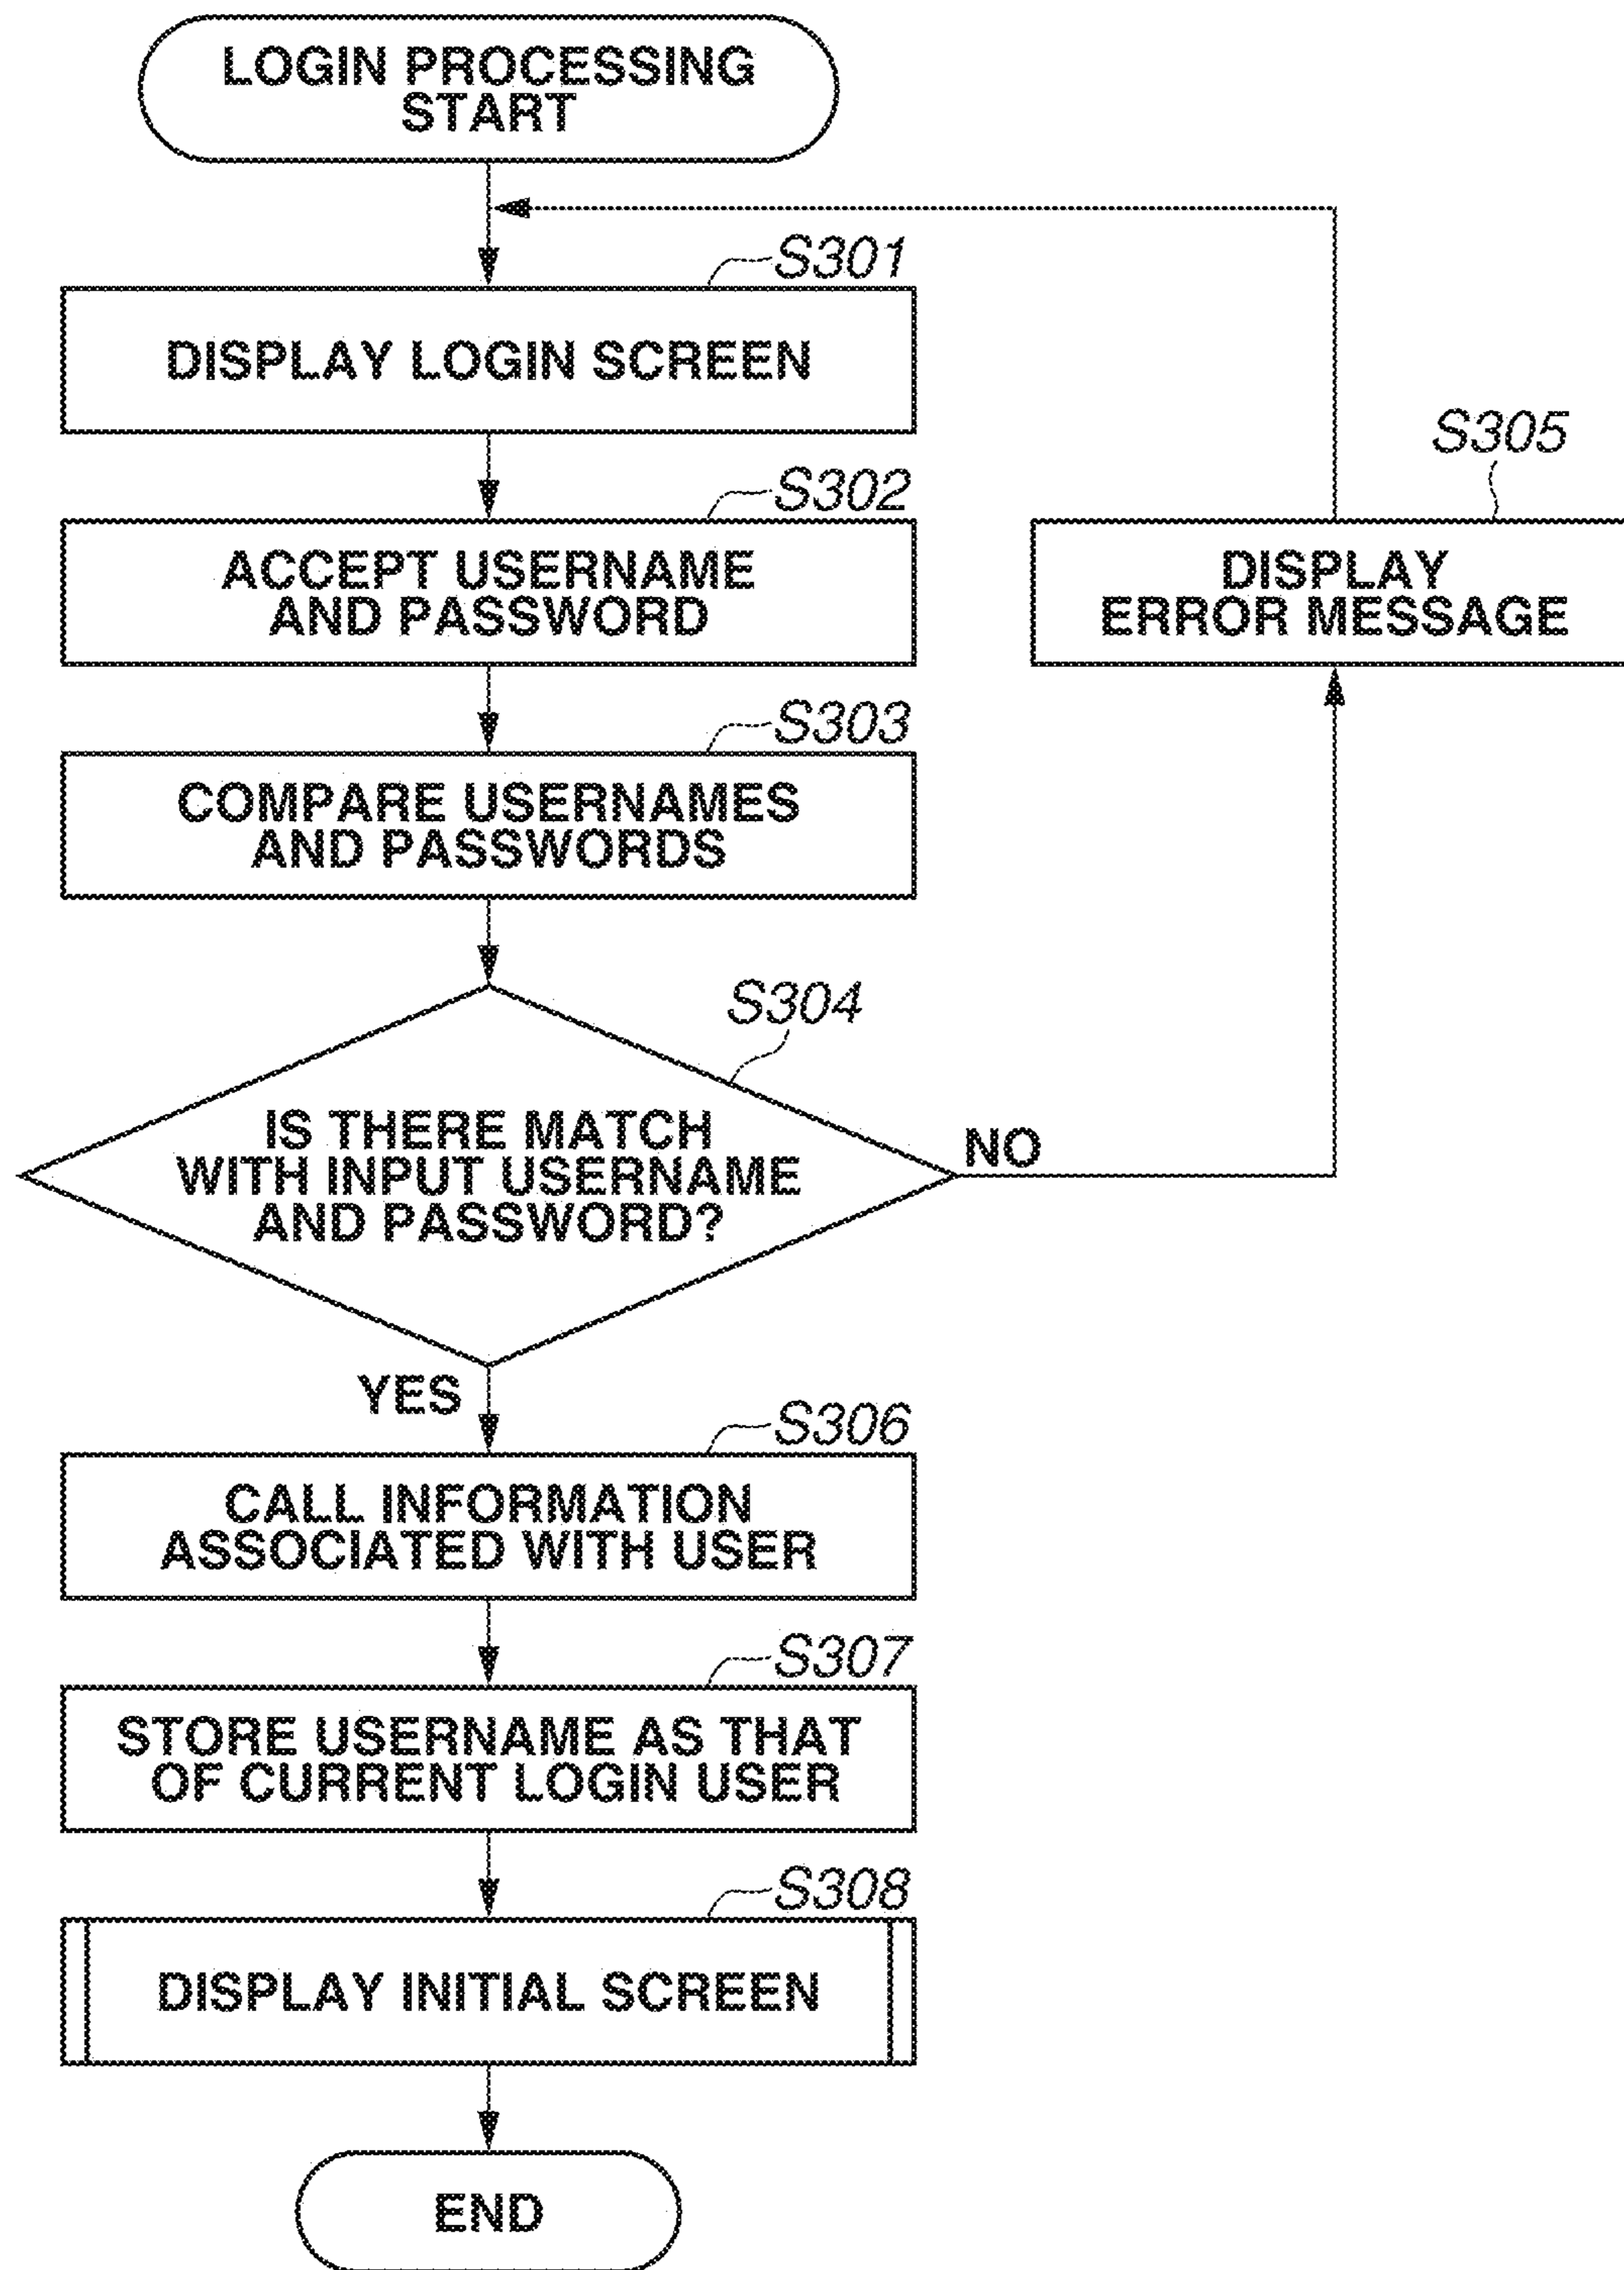 LOGIN PROCESSING
START
S301
DISPLAY LOGIN SCREEN
S302
ACCEPT USERNAME
AND PASSWORD
S305
DISPLAY
ERROR MESSAGE
S303
COMPARE USERNAMES
AND PASSWORDS
S304
IS THERE MATCH
WITH INPUT USERNAME
AND PASSWORD?
NO
YES
S306
CALL INFORMATION
ASSOCIATED WITH USER
S307
STORE USERNAME AS THAT
OF CURRENT LOGIN USER
S308
DISPLAY INITIAL SCREEN
END